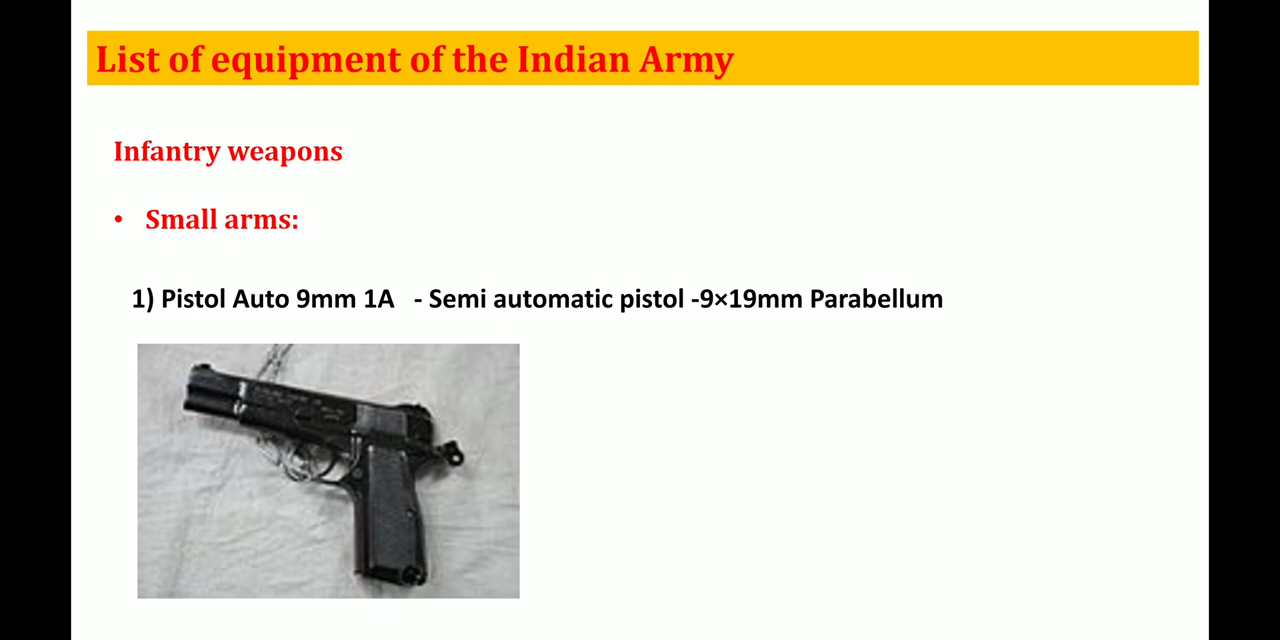 List of equipment of the Indian Army
Infantry weapons
• Small arms:
1) Pistol Auto 9mm 1A - Semi automatic pistol -9×19mm Parabellum